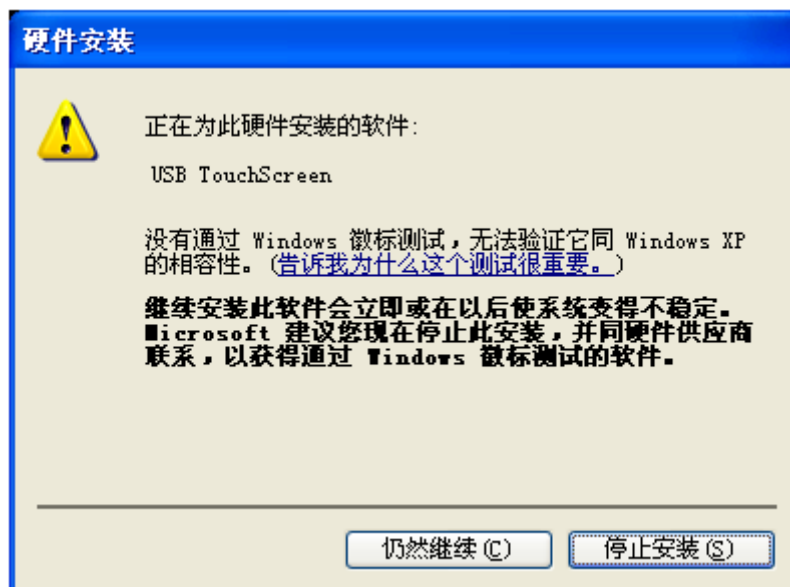 硬件安装
正在为此硬件安装的软件:
USB TouchScreen
没有通过 Windows 徽标测试，无法验证它同 Windows XP
的相容性。(告诉我为什么这个测试很重要。)
继续安装此软件会立即或在以后使系统变得不稳定。
Microsoft 建议您现在停止此安装，并同硬件供应商
联系，以获得通过 Windows 徽标测试的软件。
仍然继续(C)
停止安装(S)